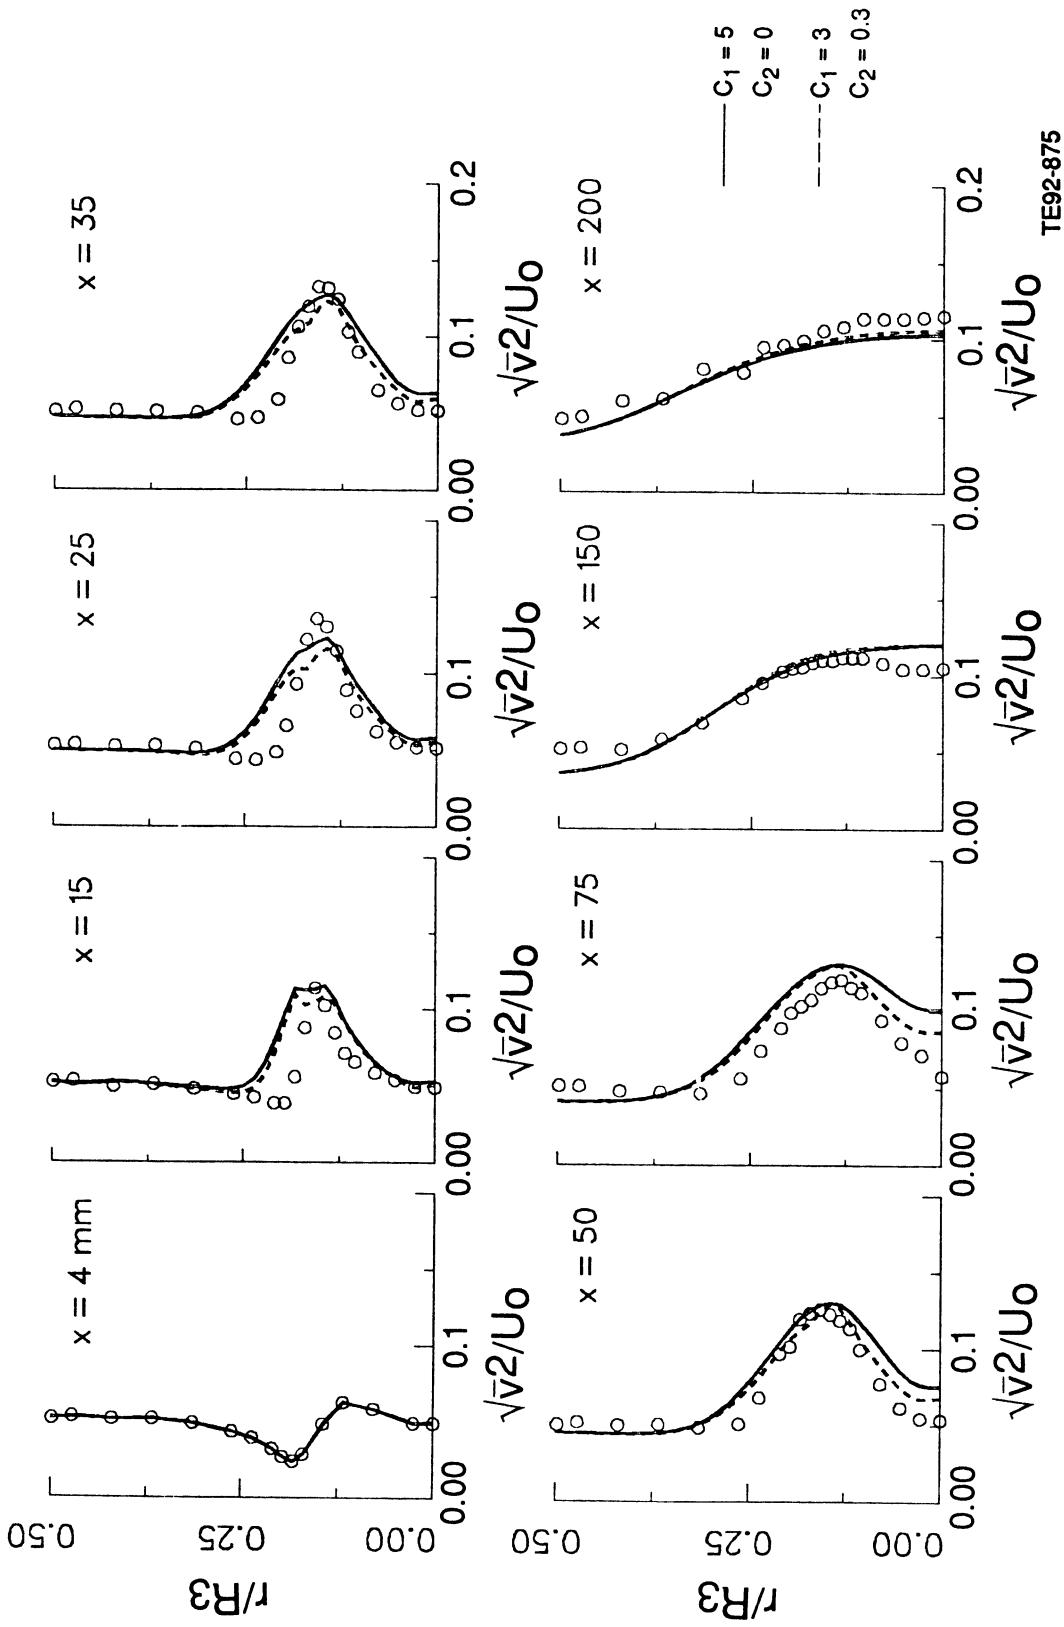 x = 4 mm
x = 15
x = 25
x = 35
r/R3
0.50
0.25
0.00
0.00 0.1
0.00 0.1
0.00 0.1
0.00 0.1 0.2
√v̅2/Uo
√v̅2/Uo
√v̅2/Uo
√v̅2/Uo
x = 50
x = 75
x = 150
x = 200
r/R3
0.50
0.25
0.00
0.00 0.1
0.00 0.1
0.00 0.1
0.00 0.1 0.2
√v̅2/Uo
√v̅2/Uo
√v̅2/Uo
√v̅2/Uo
C1 = 5
C2 = 0
C1 = 3
C2 = 0.3
TE92-875